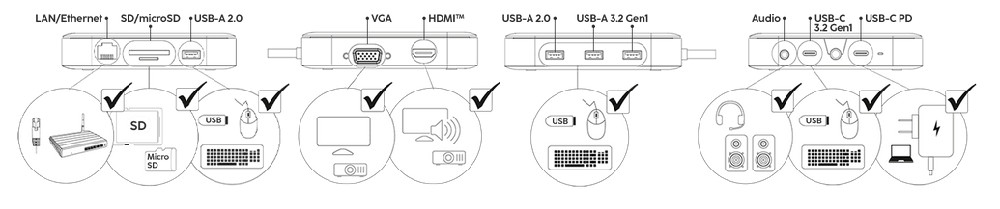 LAN/Ethernet
SD/microSD
USB-A 2.0
VGA
HDMI™
USB-A 2.0
USB-A 3.2 Gen1
Audio
USB-C
3.2 Gen1
USB-C PD
SD
Micro
SD
USB
USB
USB